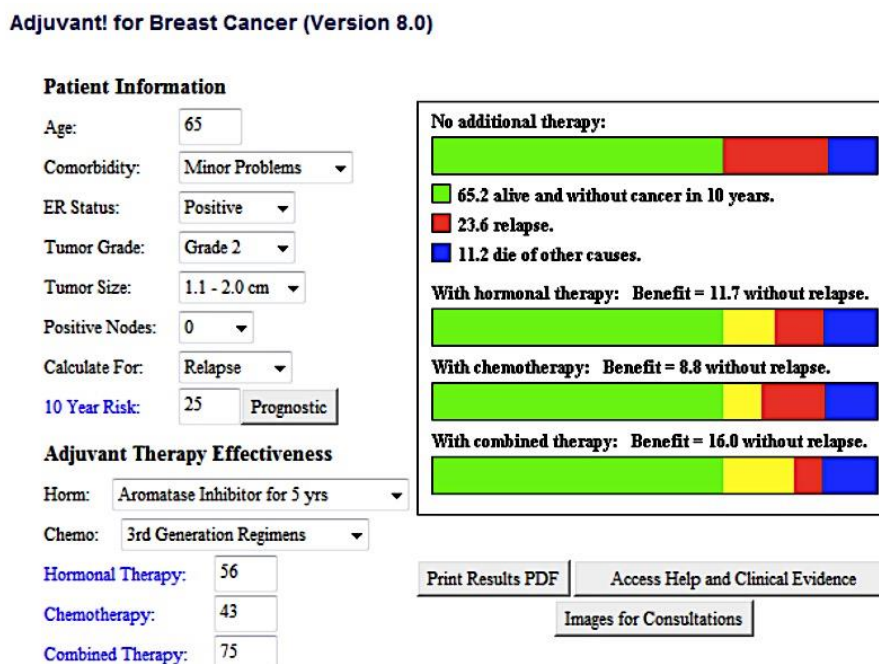 Adjuvant! for Breast Cancer (Version 8.0)
Patient Information
Age: 65
Comorbidity: Minor Problems
ER Status: Positive
Tumor Grade: Grade 2
Tumor Size: 1.1 - 2.0 cm
Positive Nodes: 0
Calculate For: Relapse
10 Year Risk: 25 Prognostic
Adjuvant Therapy Effectiveness
Horm: Aromatase Inhibitor for 5 yrs
Chemo: 3rd Generation Regimens
Hormonal Therapy: 56
Chemotherapy: 43
Combined Therapy: 75
No additional therapy:
65.2 alive and without cancer in 10 years.
23.6 relapse.
11.2 die of other causes.
With hormonal therapy: Benefit = 11.7 without relapse.
With chemotherapy: Benefit = 8.8 without relapse.
With combined therapy: Benefit = 16.0 without relapse.
Print Results PDF Access Help and Clinical Evidence
Images for Consultations